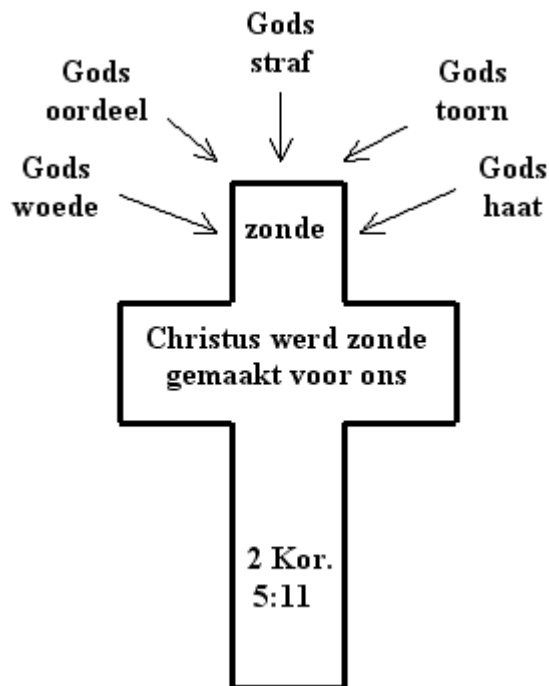 Gods
straf
Gods
oordeel
Gods
toorn
Gods
woede
Gods
haat
zonde
Christus werd zonde
gemaakt voor ons
2 Kor.
5:11